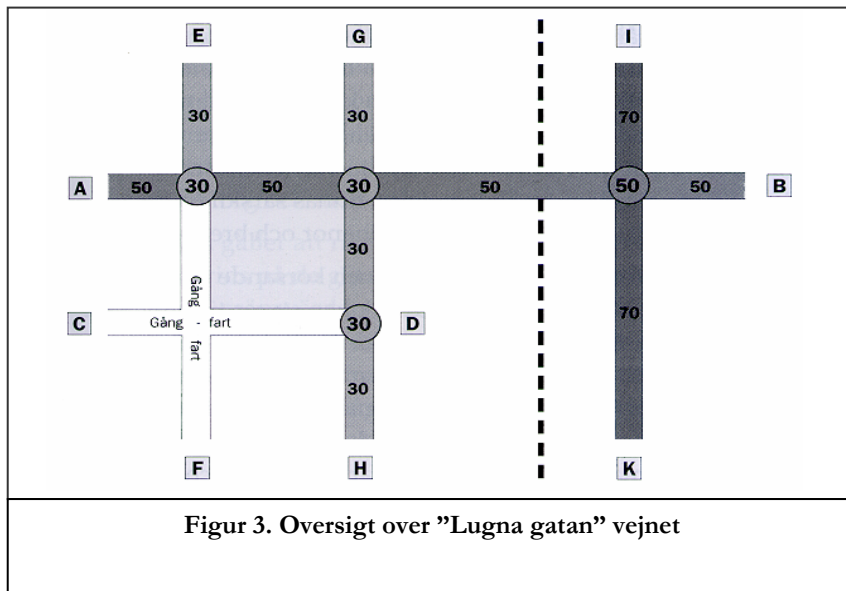 E G I
30 30 70
A 50 30 50 30 50 50 50 B
30
Gång
C Gång - fart 30 D 70
fart
30
F H K
Figur 3. Oversigt over ”Lugna gatan” vejnet